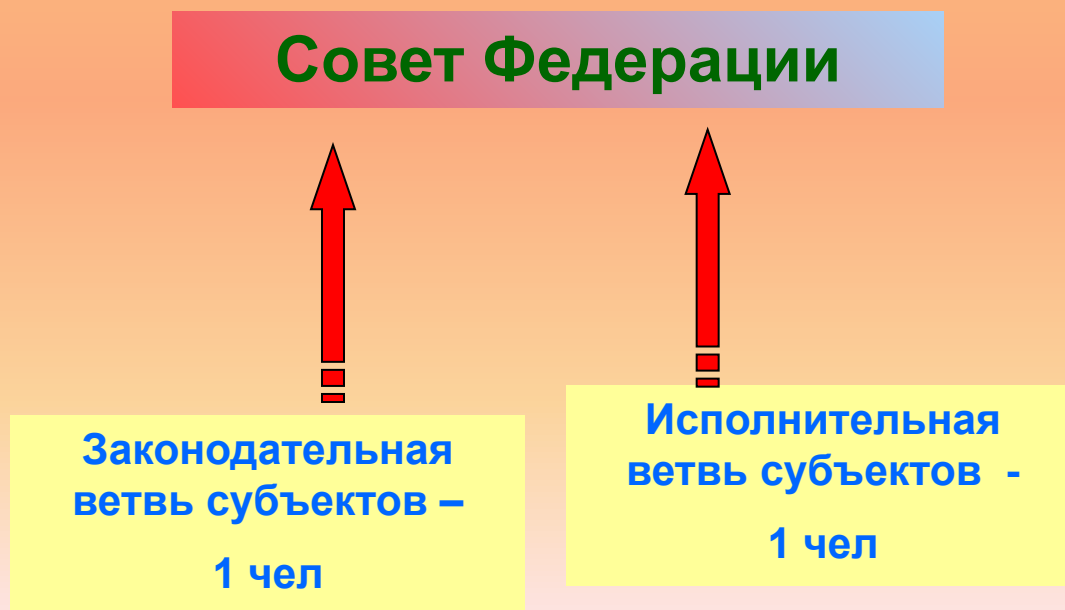 Совет Федерации
Законодательная
ветвь субъектов –
1 чел
Исполнительная
ветвь субъектов -
1 чел